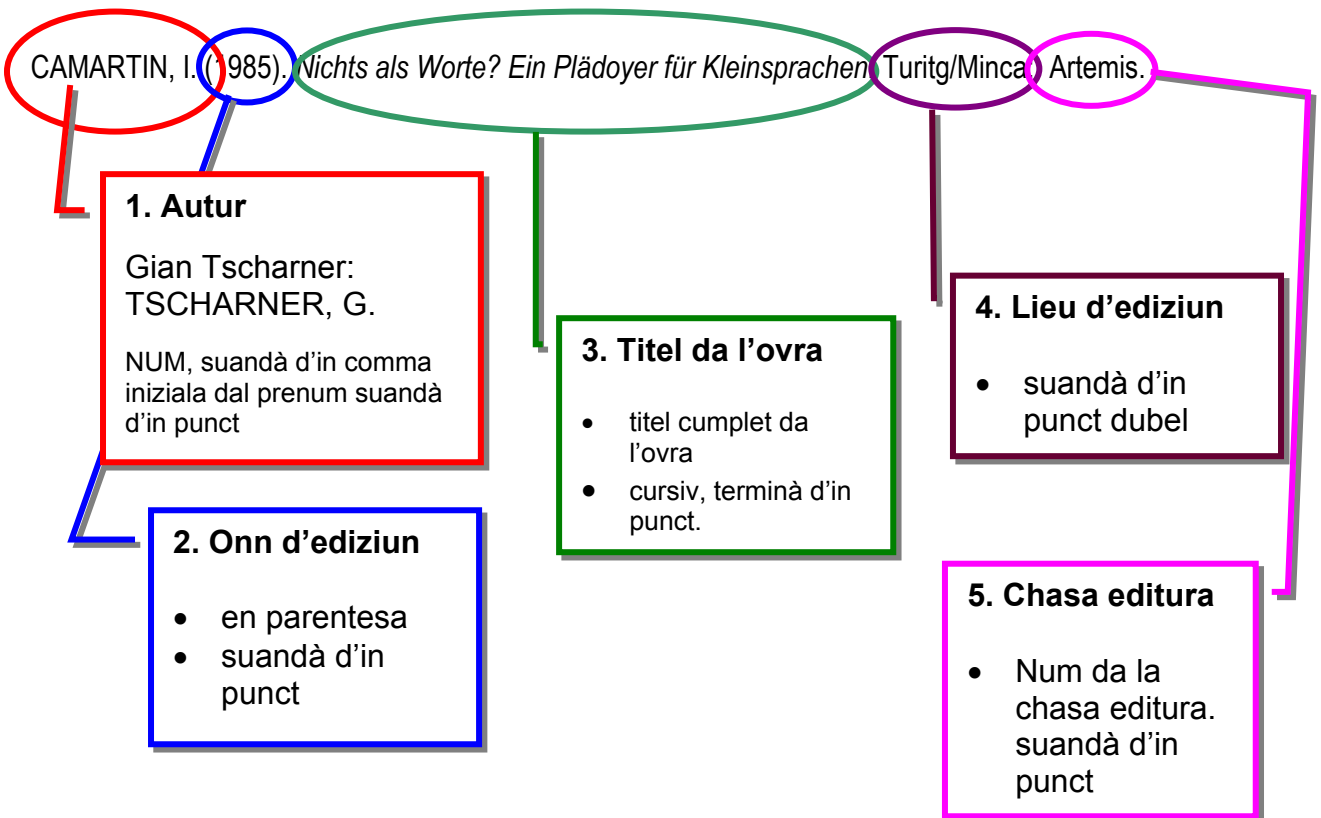 CAMARTIN, I. (1985). Nichts als Worte? Ein Plädoyer für Kleinsprachen. Turitg/Minca: Artemis.
1. Autur
Gian Tscharner:
TSCHARNER, G.
NUM, suandà d’in comma
iniziala dal prenum suandà
d’in punct
2. Onn d’ediziun
• en parentesa
• suandà d’in
punct
3. Titel da l’ovra
• titel cumplet da
l’ovra
• cursiv, terminà d’in
punct.
4. Lieu d’ediziun
• suandà d’in
punct dubel
5. Chasa editura
• Num da la
chasa editura.
suandà d’in
punct